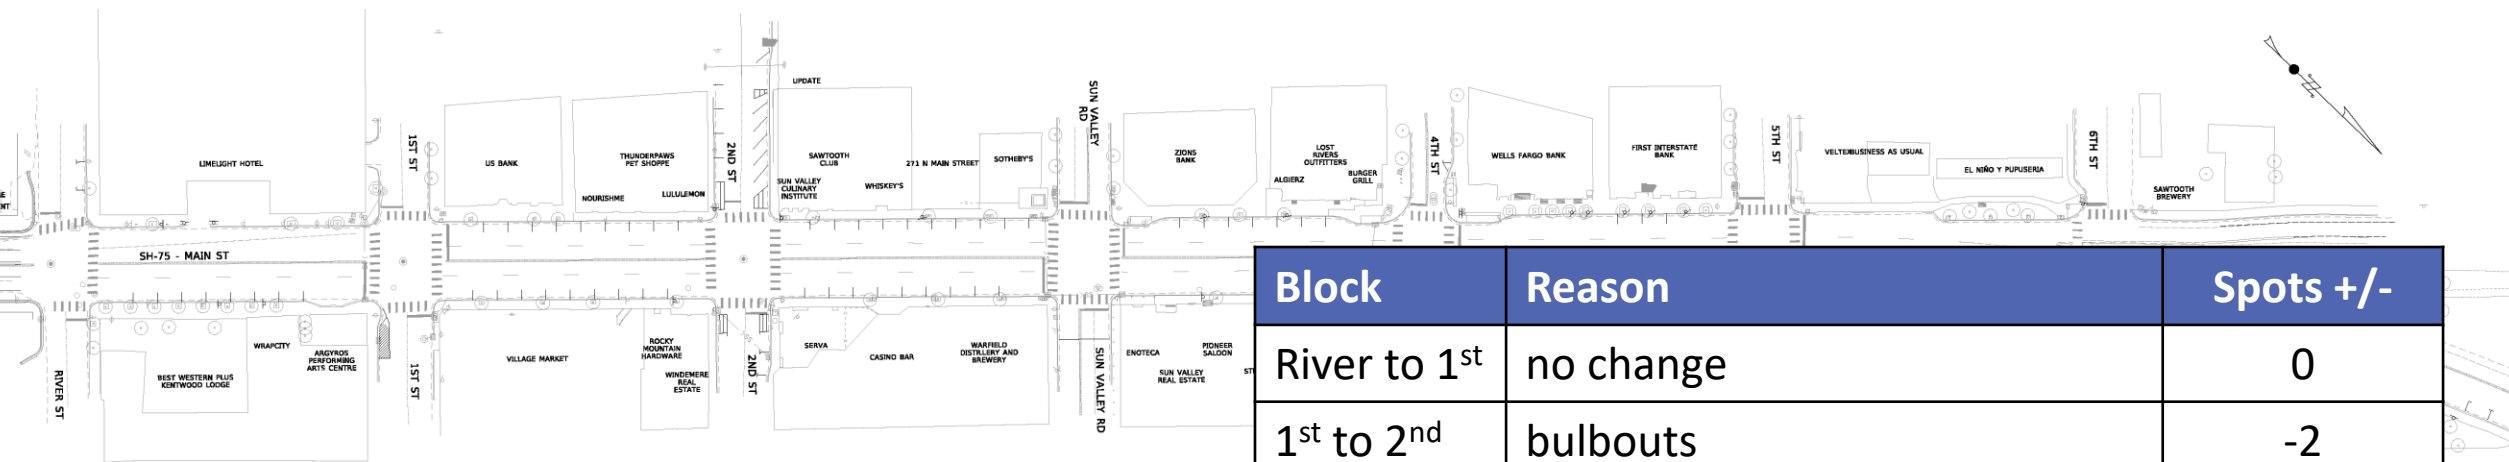 UPDATE
SUN VALLEY
RD
1ST ST
2ND ST
4TH ST
5TH ST
6TH ST
LIMELIGHT HOTEL
US BANK
THUNDERPAWS
PET SHOPPE
NOURISHME
LULULEMON
SAWTOOTH
CLUB
SUN VALLEY
CULINARY
INSTITUTE
WHISKEY'S
271 N MAIN STREET
SOTHEBY'S
ZIONS
BANK
LOST
RIVERS
OUTFITTERS
ALGIERZ
BURGER
GRILL
WELLS FARGO BANK
FIRST INTERSTATE
BANK
BUSINESS AS USUAL
EL NIÑO Y PUPUSERIA
SAWTOOTH
BREWERY
NT
SH-75 - MAIN ST
RIVER ST
BEST WESTERN PLUS
KENTWOOD LODGE
WRAPCITY
ARGYROS
PERFORMING
ARTS CENTRE
1ST ST
VILLAGE MARKET
ROCKY
MOUNTAIN
HARDWARE
WINDEMERE
REAL
ESTATE
2ND ST
SERVA
CASINO BAR
WARFIELD
DISTILLERY AND
BREWERY
SUN VALLEY RD
ENOTECA
PIONEER
SALOON
SUN VALLEY
REAL ESTATE
ST
Block Reason Spots +/-
River to 1st no change 0
1st to 2nd bulbouts -2